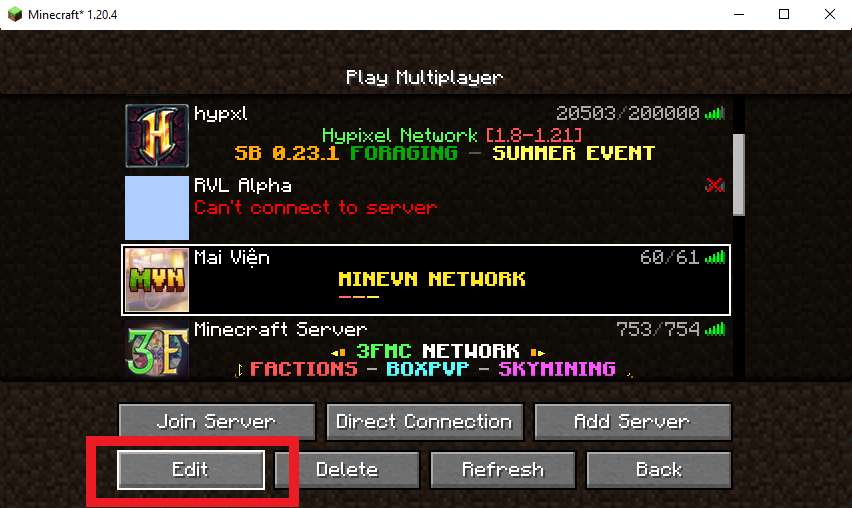 Minecraft* 1.20.4
Play Multiplayer
H
hypxl 20503/200000
Hypixel Network [1.8-1.21]
SB 0.23.1 FORAGING - SUMMER EVENT
RVL Alpha
Can't connect to server
MVN
Mai Viện 60/61
MINEVN NETWORK
3F
Minecraft Server 753/754
3FMC NETWORK
FACTIONS - BOXPVP - SKYMINING
Join Server Direct Connection Add Server
Edit Delete Refresh Back